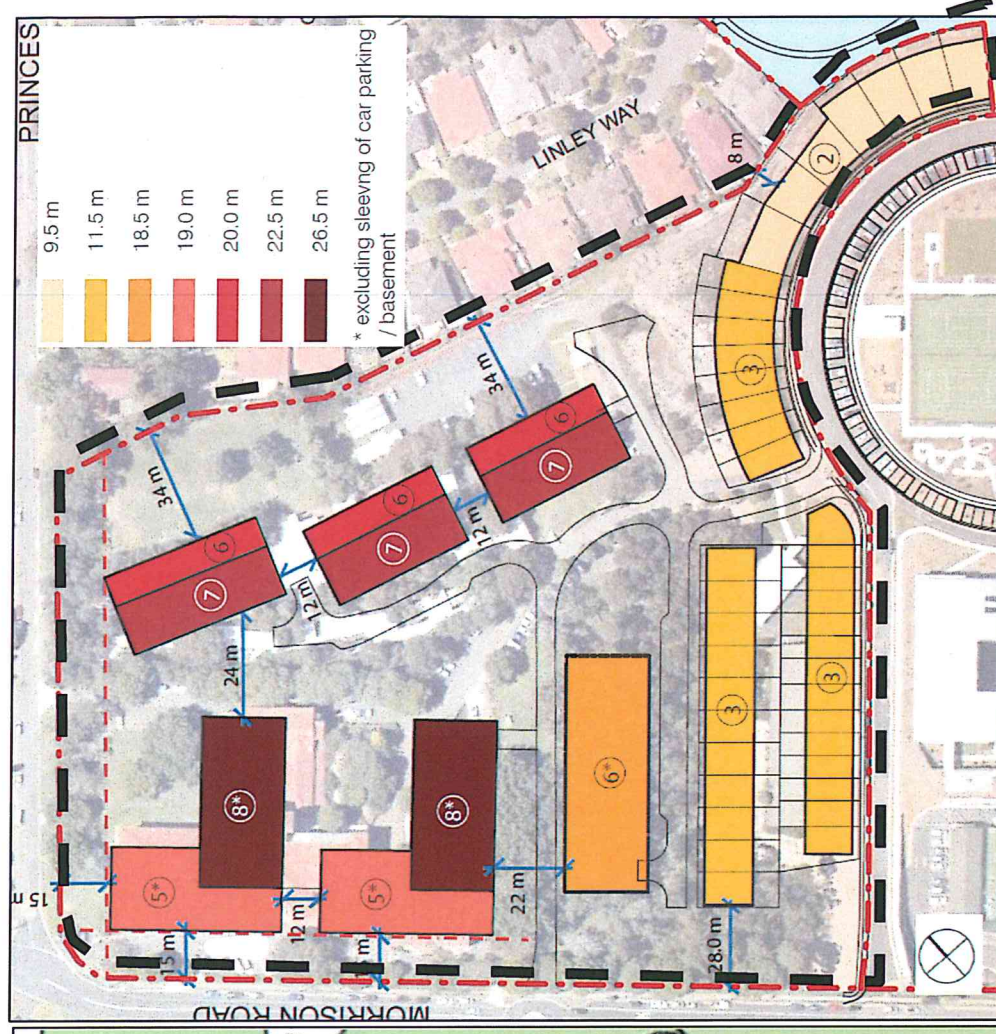 PRINCES
9.5 m
11.5 m
18.5 m
19.0 m
20.0 m
22.5 m
26.5 m
* excluding sleevng of car parking
/ basement
LINLEY WAY
MORRISON ROAD
15 m
15 m
12 m
22 m
28.0 m
24 m
34 m
34 m
12 m
12 m
8 m
5*
5*
8*
8*
6*
7
6
7
6
7
6
3
3
3
2